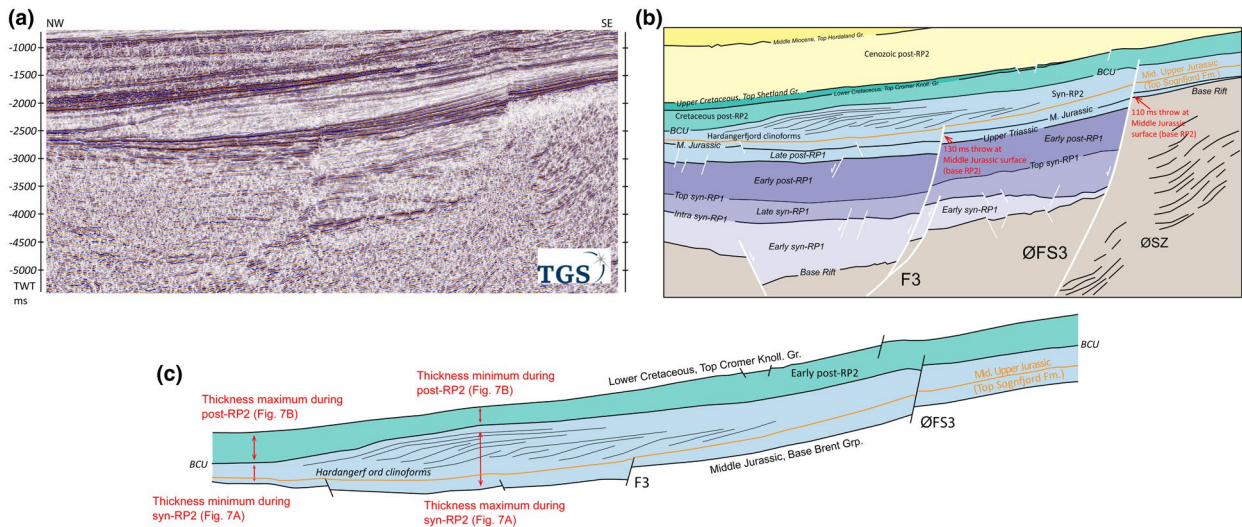 (a)
NW
SE
-1000
-1500
-2000
-2500
-3000
-3500
-4000
-4500
-5000
TWT
ms
TGS
(b)
Middle Miocene, Top Hordaland Gr.
Cenozoic post-RP2
Upper Cretaceous, Top Shetland Gr.
Lower Cretaceous, Top Cromer Knoll. Gr.
BCU
Mid. Upper Jurassic
(Top Sognfjord Fm.)
Cretaceous post-RP2
Syn-RP2
Base Rift
BCU
Hardangerfjord clinoforms
M. Jurassic
110 ms throw at
Middle Jurassic
surface (base RP2)
M. Jurassic
Upper Triassic
Late post-RP1
130 ms throw at
Middle Jurassic surface
(base RP2)
Early post-RP1
Early post-RP1
Top syn-RP1
Top syn-RP1
Late syn-RP1
Intra syn-RP1
Early syn-RP1
Early syn-RP1
Base Rift
F3
ØFS3
ØSZ
(c)
Thickness minimum during
post-RP2 (Fig. 7B)
Lower Cretaceous, Top Cromer Knoll. Gr.
Early post-RP2
BCU
Mid. Upper Jurassic
(Top Sognfjord Fm.)
Thickness maximum during
post-RP2 (Fig. 7B)
ØFS3
BCU
Hardangerf ord clinoforms
Middle Jurassic, Base Brent Grp.
F3
Thickness minimum during
syn-RP2 (Fig. 7A)
Thickness maximum during
syn-RP2 (Fig. 7A)